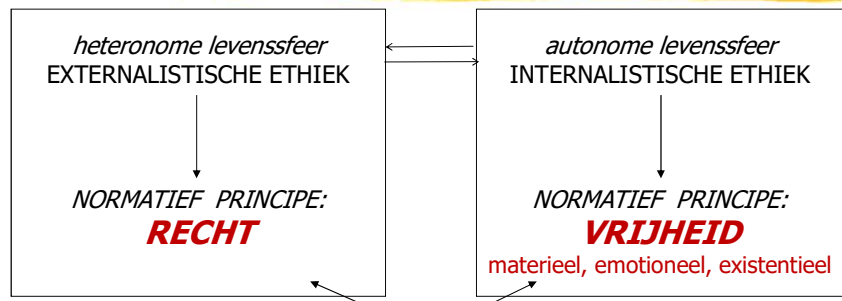 heteronome levenssfeer
EXTERNALISTISCHE ETHIEK
NORMATIEF PRINCIPE:
RECHT
autonome levenssfeer
INTERNALISTISCHE ETHIEK
NORMATIEF PRINCIPE:
VRIJHEID
materieel, emotioneel, existentieel